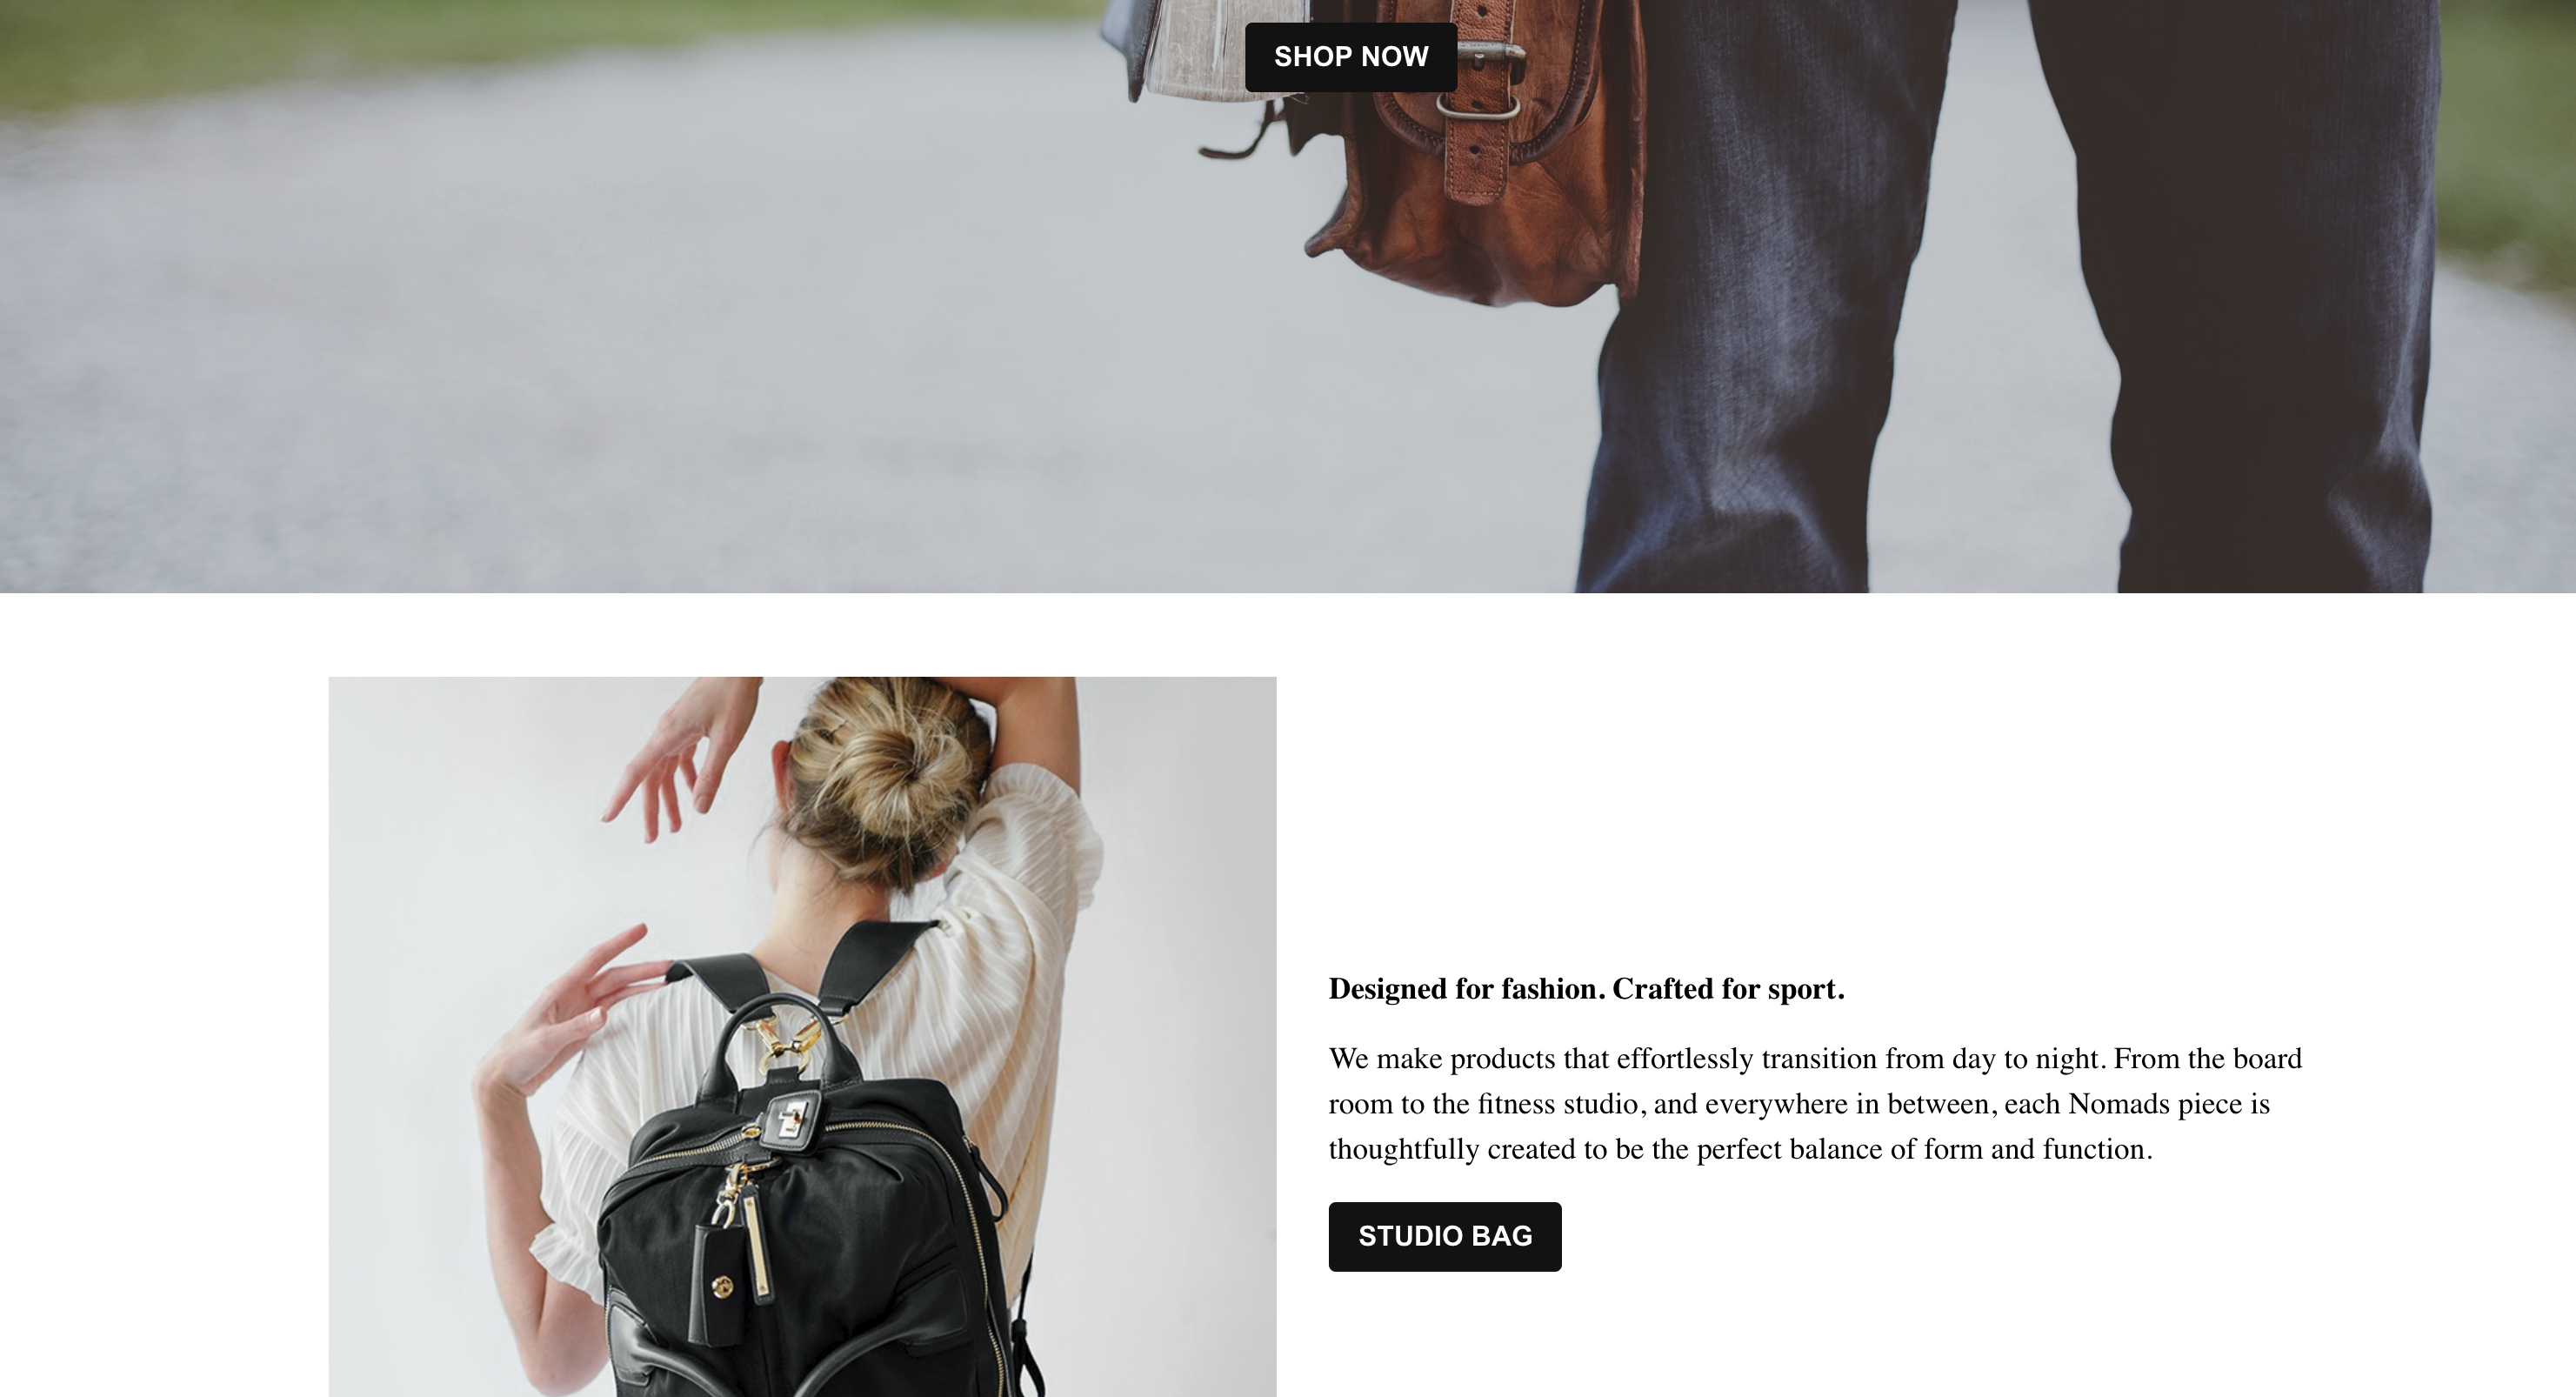 SHOP NOW
Designed for fashion. Crafted for sport.
We make products that effortlessly transition from day to night. From the board
room to the fitness studio, and everywhere in between, each Nomads piece is
thoughtfully created to be the perfect balance of form and function.
STUDIO BAG